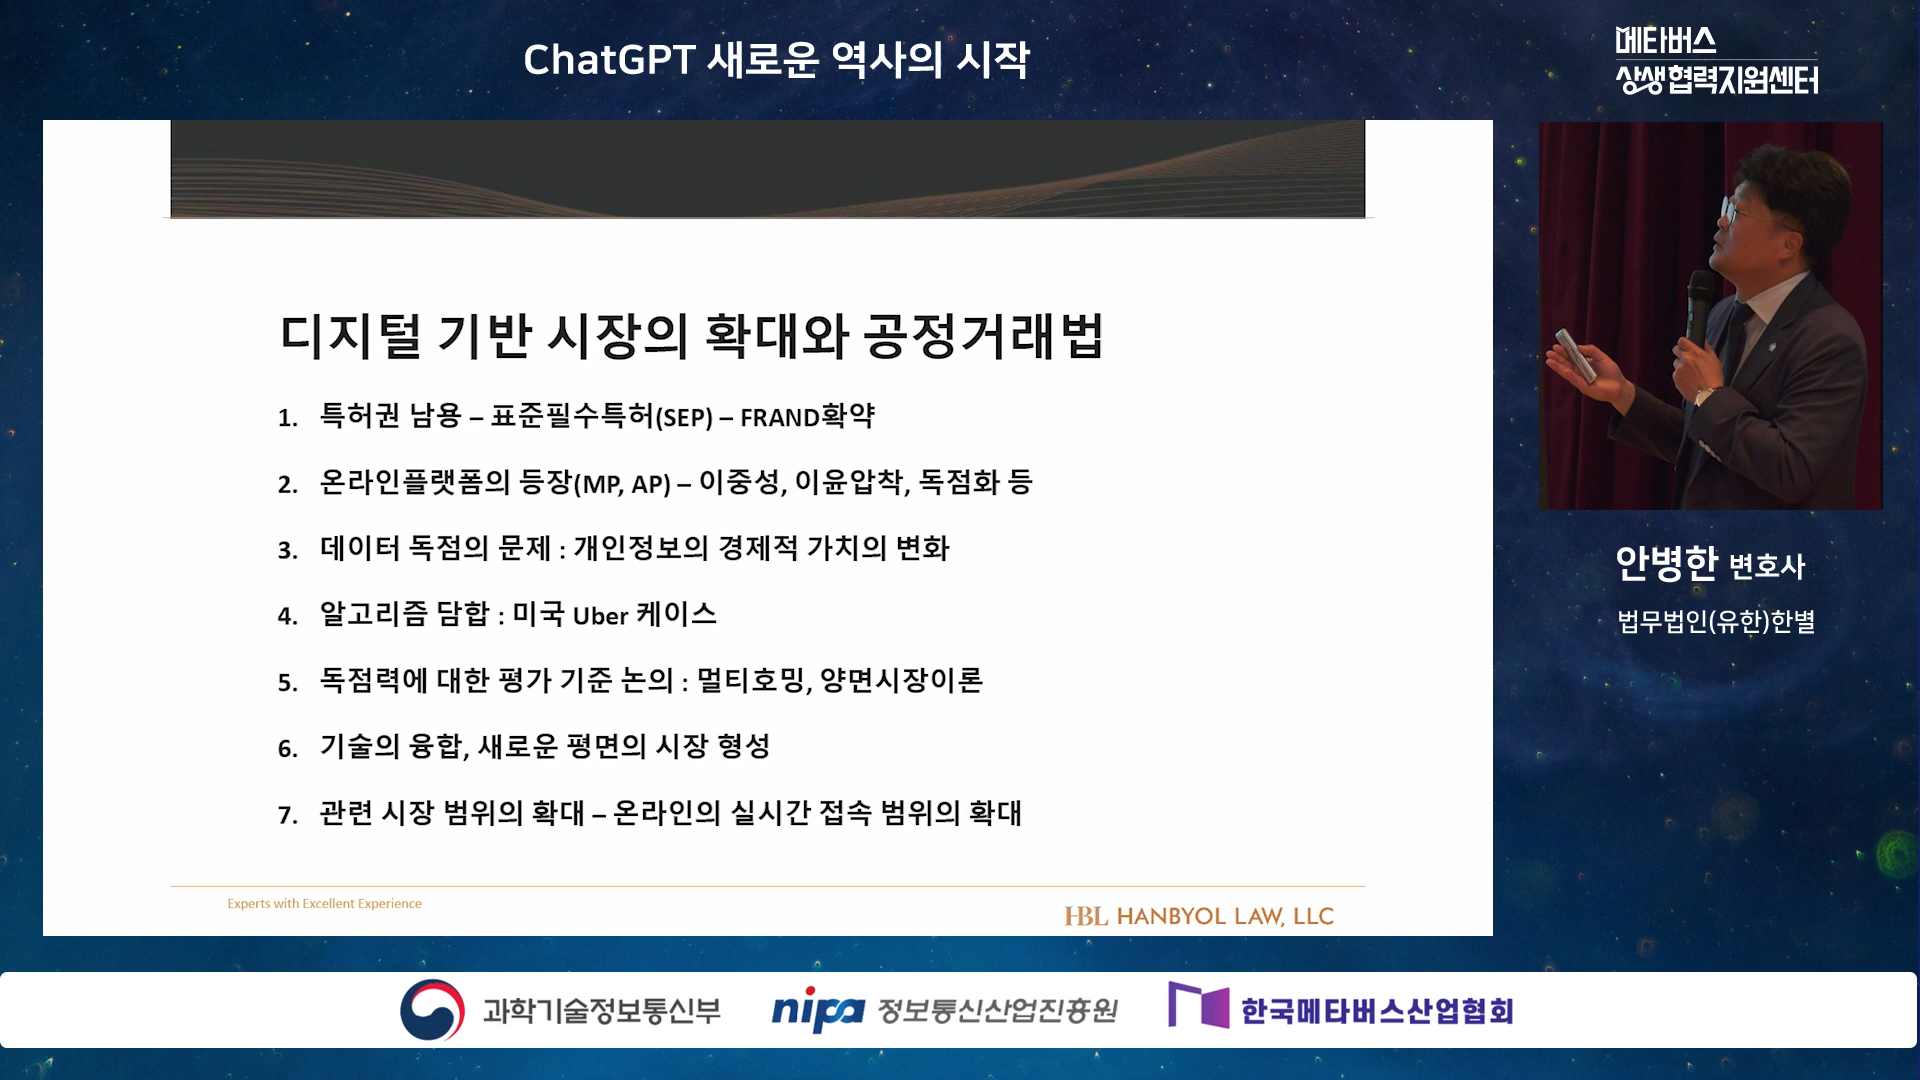 ChatGPT 새로운 역사의 시작
메타버스
상생협력지원센터
디지털 기반 시장의 확대와 공정거래법
1. 특허권 남용 – 표준필수특허(SEP) – FRAND확약
2. 온라인플랫폼의 등장(MP, AP) – 이중성, 이윤압착, 독점화 등
3. 데이터 독점의 문제 : 개인정보의 경제적 가치의 변화
4. 알고리즘 담합 : 미국 Uber 케이스
5. 독점력에 대한 평가 기준 논의 : 멀티호밍, 양면시장이론
6. 기술의 융합, 새로운 평면의 시장 형성
7. 관련 시장 범위의 확대 – 온라인의 실시간 접속 범위의 확대
Experts with Excellent Experience
HBL HANBYOL LAW, LLC
안병한 변호사
법무법인(유한)한별
과학기술정보통신부
nipa 정보통신산업진흥원
한국메타버스산업협회